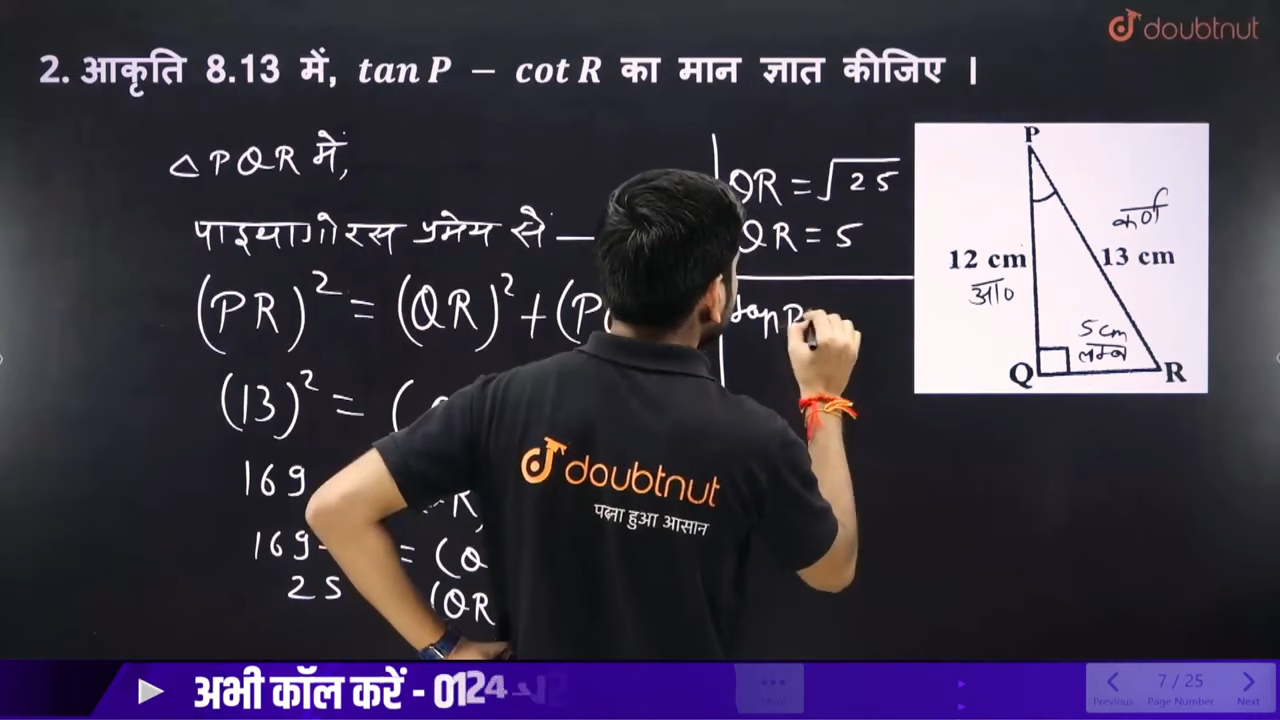 doubtnut
2. आकृति 8.13 में, tan P − cot R का मान ज्ञात कीजिए ।
△PQR में,
पाइथागोरस प्रमेय से —
(PR)² = (QR)² + (P
(13)² = (
169
169- = (Q
25 (QR
QR = √25
QR = 5
tan P
P
कर्ण
12 cm
13 cm
आ०
5 cm
लम्ब
Q
R
doubtnut
पढ़ना हुआ आसान
अभी कॉल करें - 0124
7 / 25
Previous Page Number Next